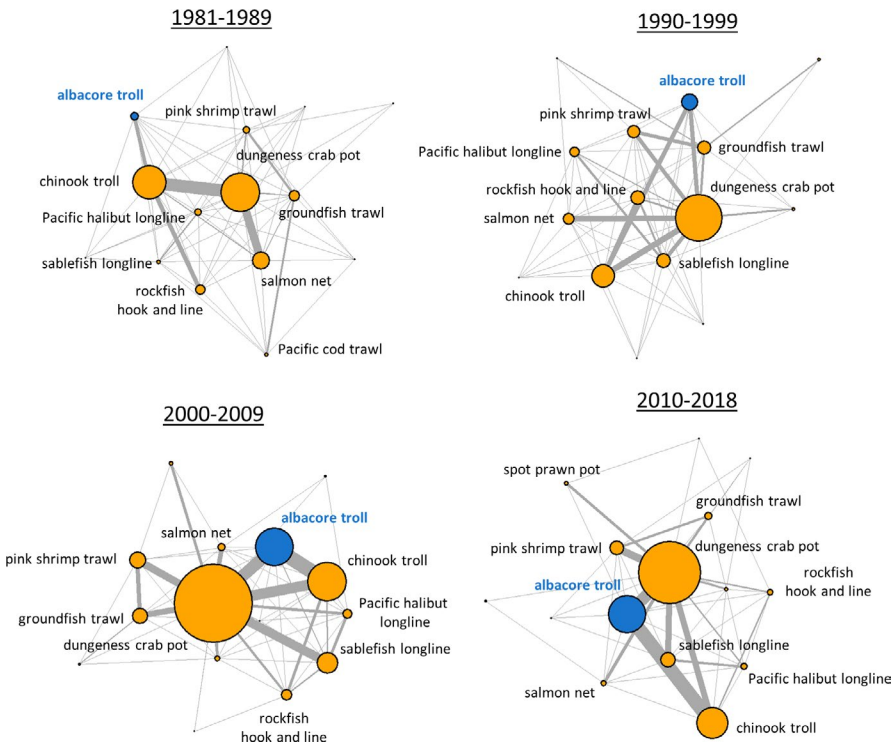 1981-1989
albacore troll
pink shrimp trawl
dungeness crab pot
chinook troll
Pacific halibut longline
groundfish trawl
sablefish longline
salmon net
rockfish
hook and line
Pacific cod trawl
1990-1999
albacore troll
pink shrimp trawl
groundfish trawl
Pacific halibut longline
rockfish hook and line
dungeness crab pot
salmon net
sablefish longline
chinook troll
2000-2009
albacore troll
salmon net
pink shrimp trawl
chinook troll
groundfish trawl
Pacific halibut
longline
dungeness crab pot
sablefish longline
rockfish
hook and line
2010-2018
spot prawn pot
groundfish trawl
pink shrimp trawl
dungeness crab pot
albacore troll
rockfish
hook and line
sablefish longline
Pacific halibut longline
salmon net
chinook troll